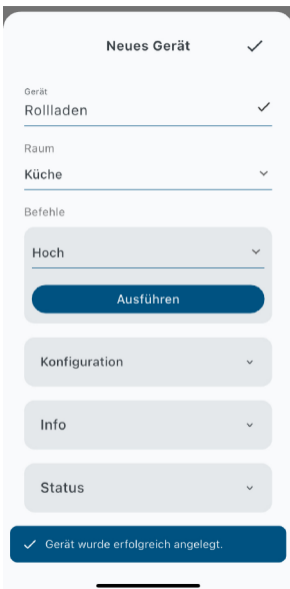 Neues Gerät
Gerät
Rollladen
Raum
Küche
Befehle
Hoch
Ausführen
Konfiguration
Info
Status
Gerät wurde erfolgreich angelegt.